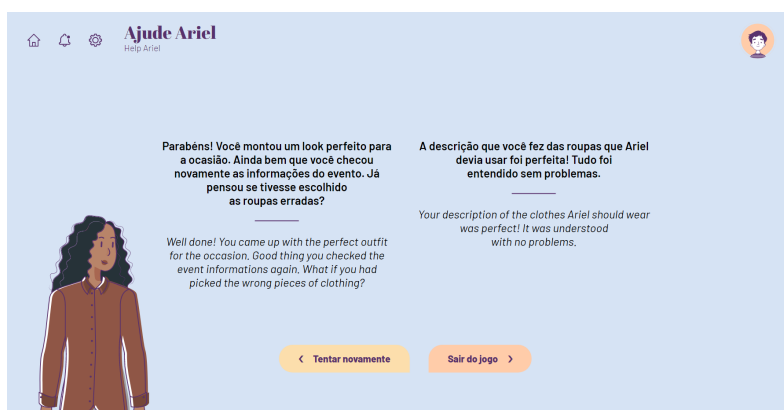 Ajude Ariel
Help Ariel
Parabéns! Você montou um look perfeito para
a ocasião. Ainda bem que você checou
novamente as informações do evento. Já
pensou se tivesse escolhido
as roupas erradas?
Well done! You came up with the perfect outfit
for the occasion. Good thing you checked the
event informations again. What if you had
picked the wrong pieces of clothing?
A descrição que você fez das roupas que Ariel
devia usar foi perfeita! Tudo foi
entendido sem problemas.
Your description of the clothes Ariel should wear
was perfect! It was understood
with no problems.
Tentar novamente
Sair do jogo